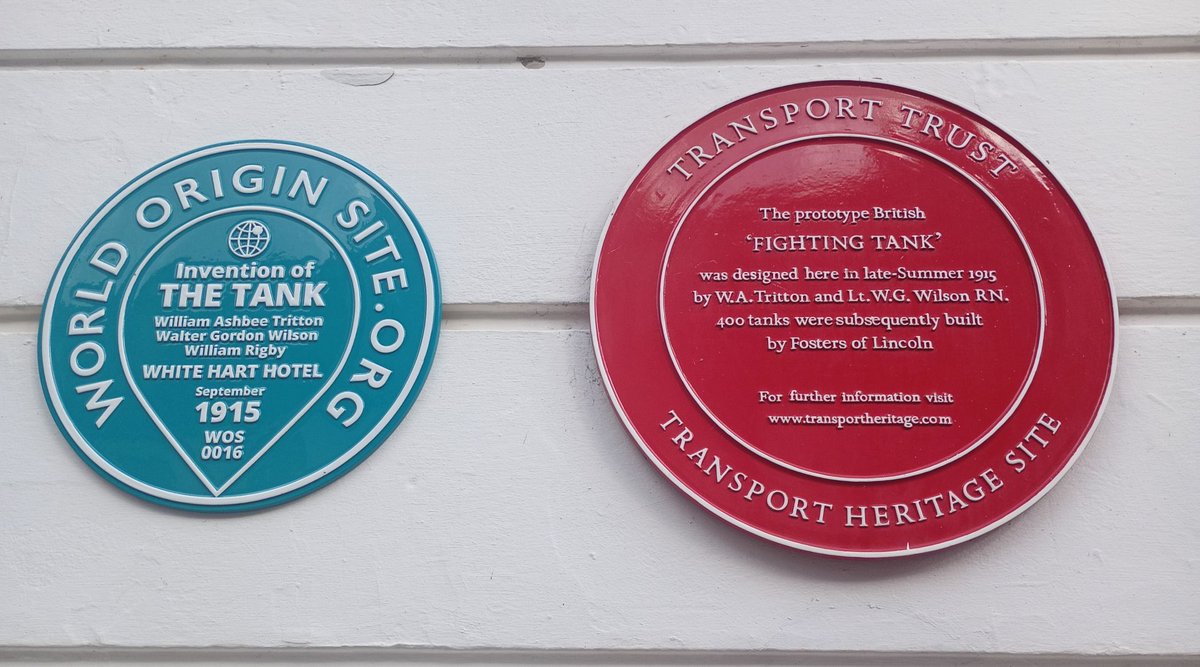 WORLD ORIGIN SITE.ORG
Invention of
THE TANK
William Ashbee Tritton
Walter Gordon Wilson
William Rigby
WHITE HART HOTEL
September
1915
WOS
0016
TRANSPORT TRUST
The prototype British
‘FIGHTING TANK’
was designed here in late-Summer 1915
by W.A.Tritton and Lt.W.G. Wilson RN.
400 tanks were subsequently built
by Fosters of Lincoln
For further information visit
www.transportheritage.com
TRANSPORT HERITAGE SITE